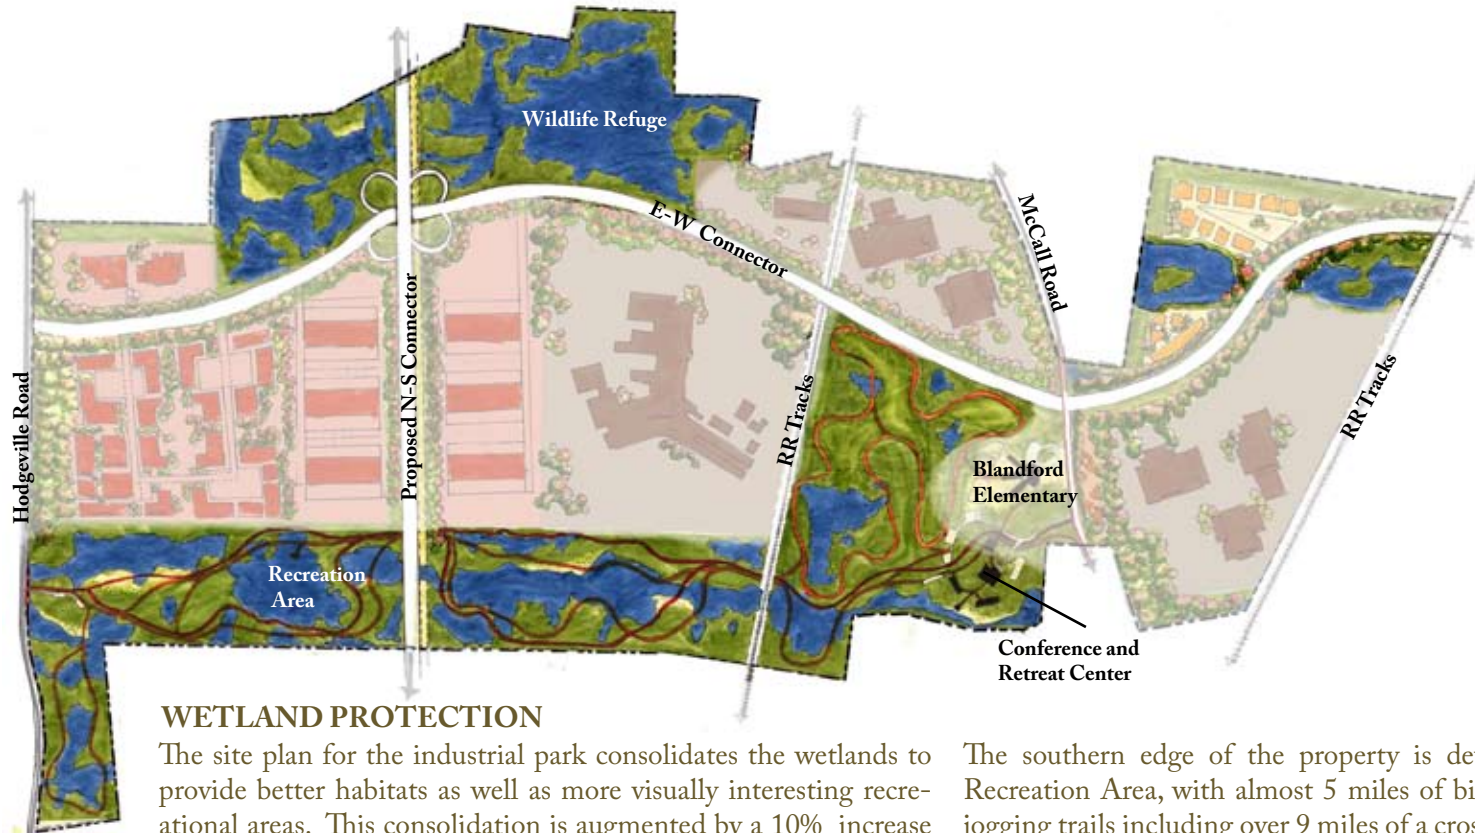 Wildlife Refuge
E-W Connector
McCall Road
Proposed N-S Connector
Hodgeville Road
RR Tracks
RR Tracks
Blandford
Elementary
Recreation
Area
Conference and
Retreat Center
WETLAND PROTECTION
The site plan for the industrial park consolidates the wetlands to
provide better habitats as well as more visually interesting recre-
ational areas. This consolidation is augmented by a 10% increase
The southern edge of the property is de
Recreation Area, with almost 5 miles of bi
jogging trails including over 9 miles of a cros